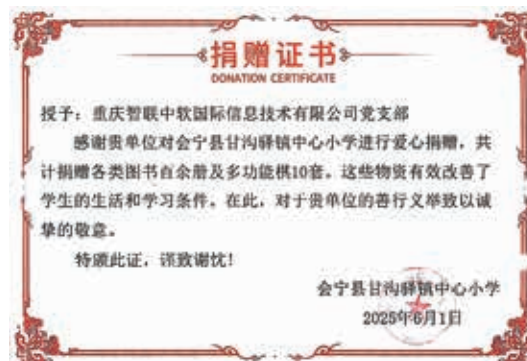 捐赠证书
DONATION CERTIFICATE
授予：重庆智联中软国际信息技术有限公司党支部
感谢贵单位对会宁县甘沟驿镇中心小学进行爱心捐赠，共
计捐赠各类图书百余册及多功能棋10套。这些物资有效改善了
学生的生活和学习条件。在此，对于贵单位的善行义举致以诚
挚的敬意。
特颁此证，谨致谢忱！
会宁县甘沟驿镇中心小学
2025年6月1日